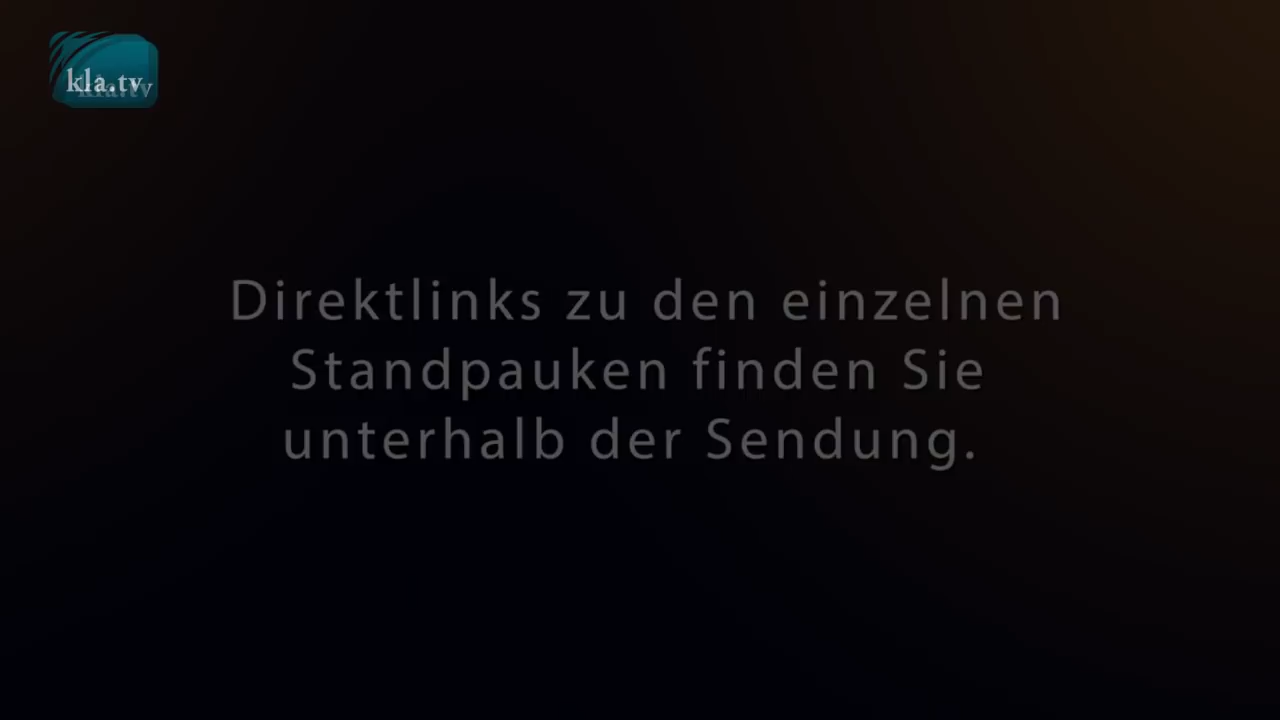 kla.tv
Direktlinks zu den einzelnen
Standpauken finden Sie
unterhalb der Sendung.